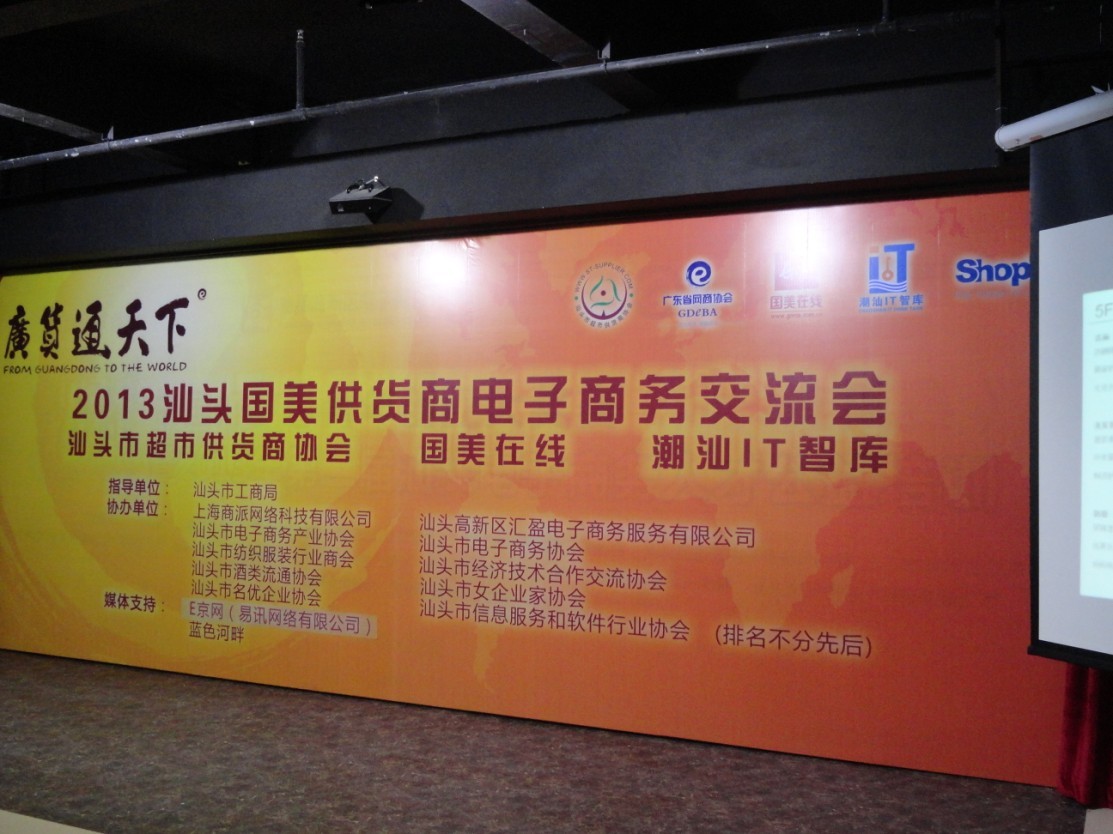 廣貨通天下
FROM GUANGDONG TO THE WORLD
广东省网商协会
GDeBA
国美在线
iT
潮汕IT智库
Shop
2013汕头国美供货商电子商务交流会
汕头市超市供货商协会 国美在线 潮汕IT智库
指导单位： 汕头市工商局
协办单位： 上海商派网络科技有限公司 汕头高新区汇盈电子商务服务有限公司
汕头市电子商务产业协会 汕头市电子商务协会
汕头市纺织服装行业商会 汕头市经济技术合作交流协会
汕头市酒类流通协会 汕头市女企业家协会
汕头市名优企业协会 汕头市信息服务和软件行业协会 （排名不分先后）
媒体支持： E京网（易讯网络有限公司）
蓝色河畔